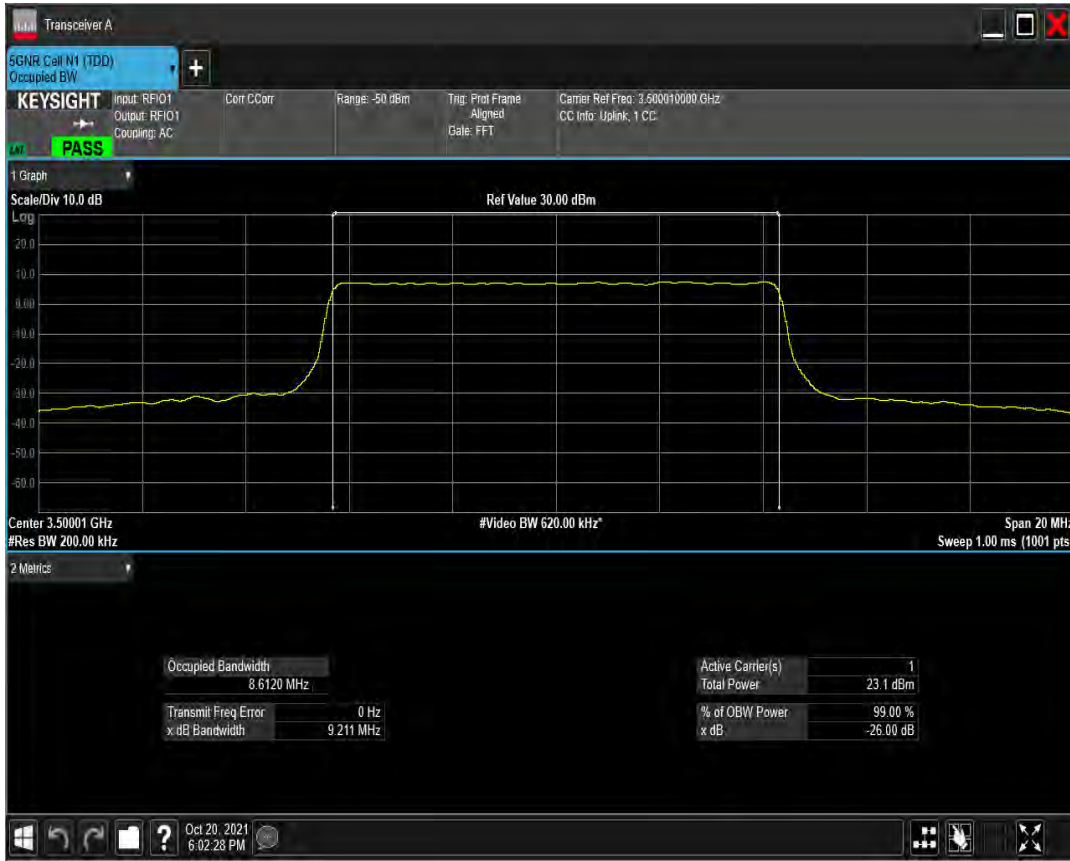 Transceiver A
5GNR Cell N1 (TDD)
Occupied BW
+
KEYSIGHT
PASS
Input: RFIO1
Output: RFIO1
Coupling: AC
Corr CCorr
Range: -50 dBm
Trig: Prot Frame
Aligned
Gate: FFT
Carrier Ref Freq: 3.500010000 GHz
CC Info: Uplink, 1 CC
1 Graph
Scale/Div 10.0 dB
Ref Value 30.00 dBm
Log
20.0
10.0
0.00
-10.0
-20.0
-30.0
-40.0
-50.0
-60.0
Center 3.50001 GHz
#Video BW 620.00 kHz*
Span 20 MHz
#Res BW 200.00 kHz
Sweep 1.00 ms (1001 pts
2 Metrics
Occupied Bandwidth
8.6120 MHz
Transmit Freq Error 0 Hz
x dB Bandwidth 9.211 MHz
Active Carrier(s) 1
Total Power 23.1 dBm
% of OBW Power 99.00 %
x dB -26.00 dB
?
Oct 20, 2021
6:02:28 PM